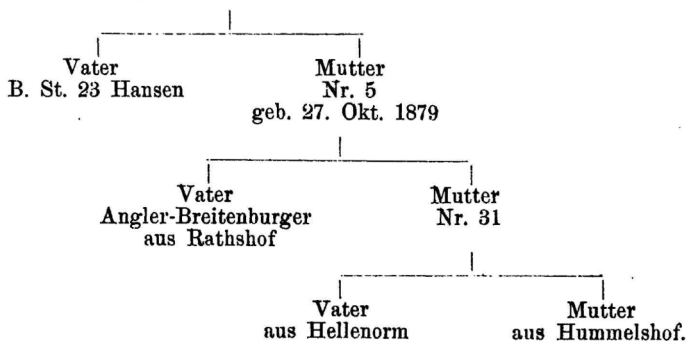 Vater Mutter
B. St. 23 Hansen Nr. 5
geb. 27. Okt. 1879
Vater Mutter
Angler-Breitenburger Nr. 31
aus Rathshof
Vater Mutter
aus Hellenorm aus Hummelshof.